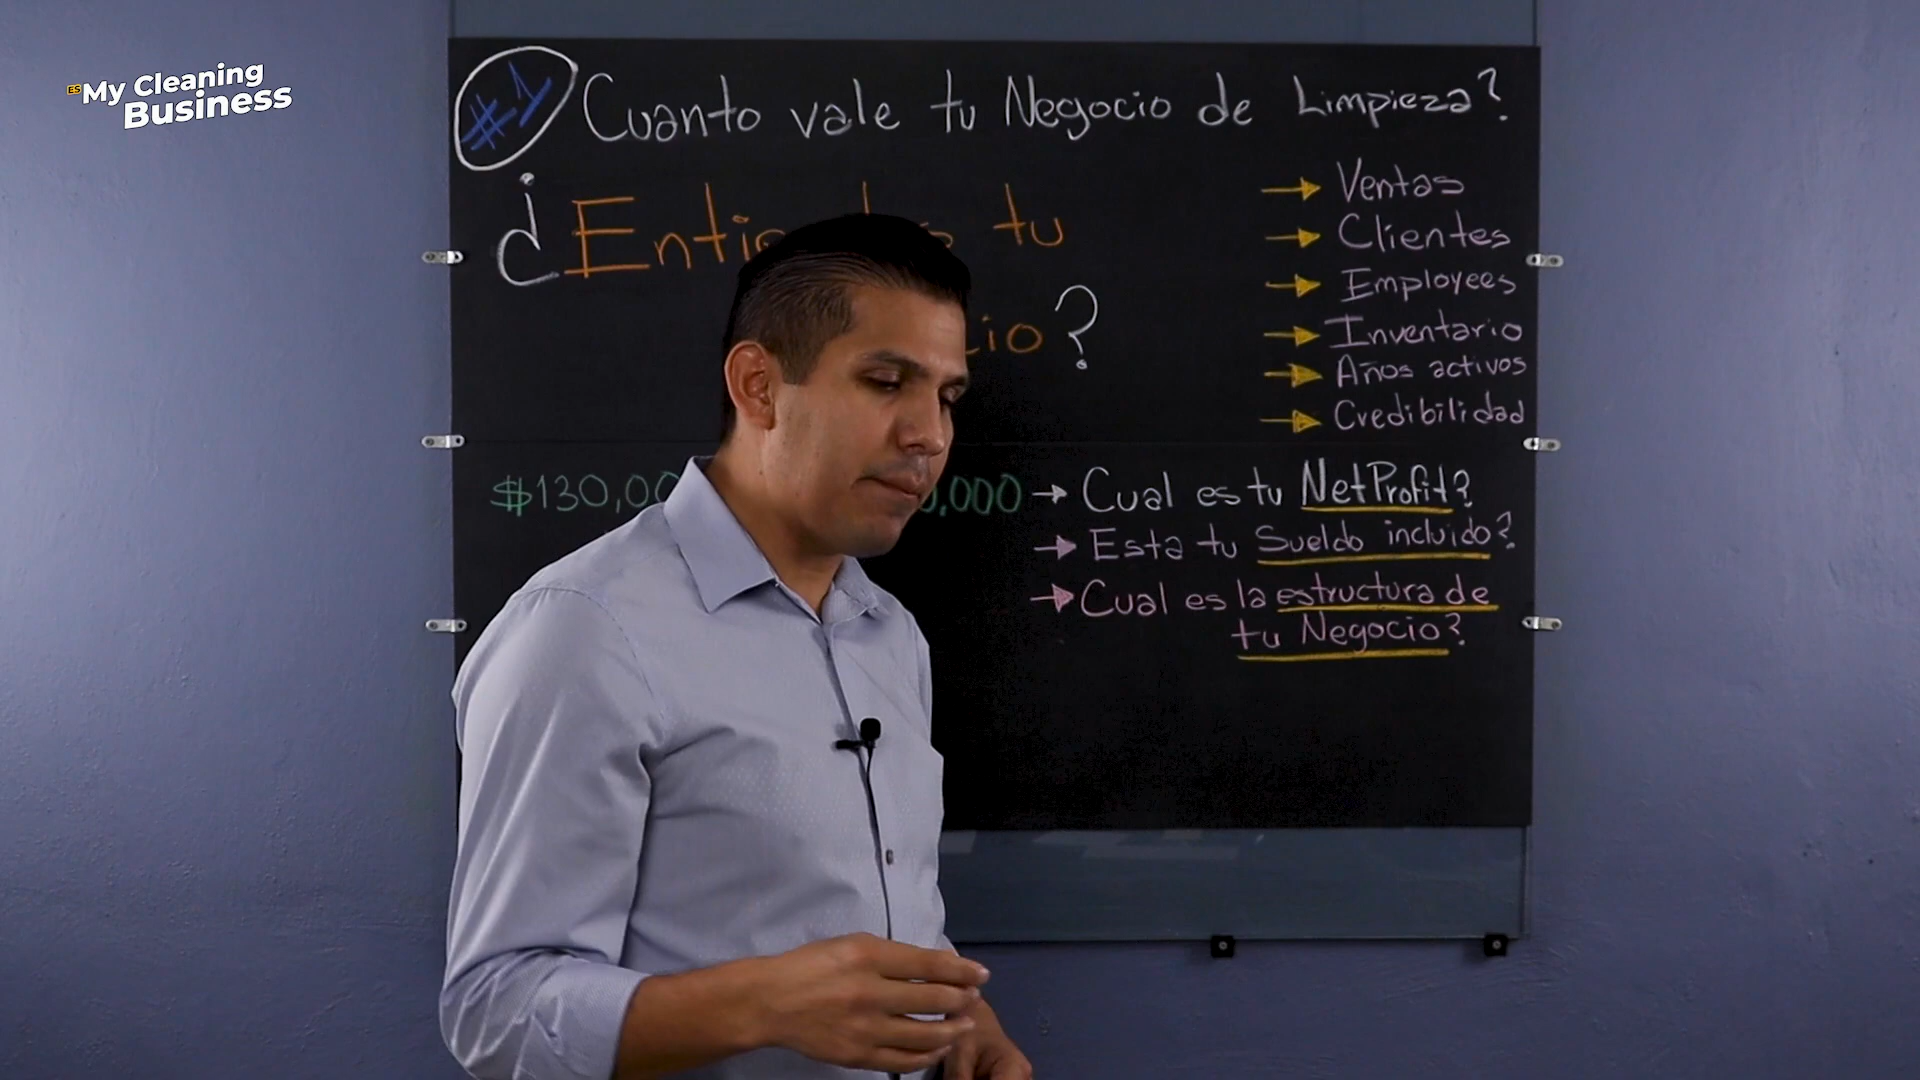 ES My Cleaning
Business
#1 Cuanto vale tu Negocio de Limpieza?
¿ tu
?
→ Ventas
→ Clientes
→ Employees
→ Inventario
→ Años activos
→ Credibilidad
→ Cual es tu NetProfit?
→ Esta tu Sueldo incluido?
→ Cual es la estructura de
tu Negocio?